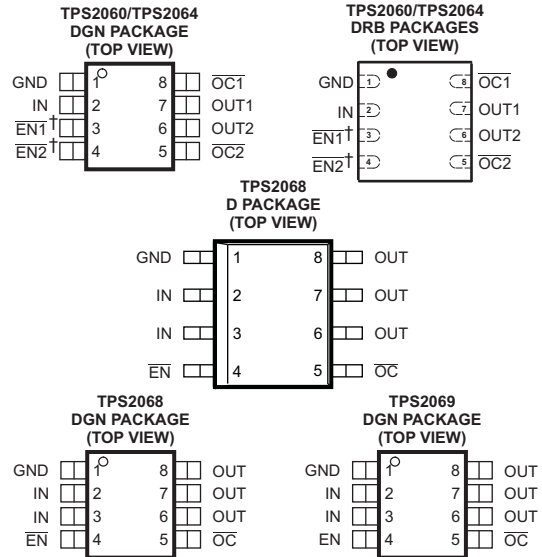 TPS2060/TPS2064
DGN PACKAGE
(TOP VIEW)
GND 1 8 OC1
IN 2 7 OUT1
EN1† 3 6 OUT2
EN2† 4 5 OC2
TPS2060/TPS2064
DRB PACKAGES
(TOP VIEW)
GND 1 8 OC1
IN 2 7 OUT1
EN1† 3 6 OUT2
EN2† 4 5 OC2
TPS2068
D PACKAGE
(TOP VIEW)
GND 1 8 OUT
IN 2 7 OUT
IN 3 6 OUT
EN 4 5 OC
TPS2068
DGN PACKAGE
(TOP VIEW)
GND 1 8 OUT
IN 2 7 OUT
IN 3 6 OUT
EN 4 5 OC
TPS2069
DGN PACKAGE
(TOP VIEW)
GND 1 8 OUT
IN 2 7 OUT
IN 3 6 OUT
EN 4 5 OC